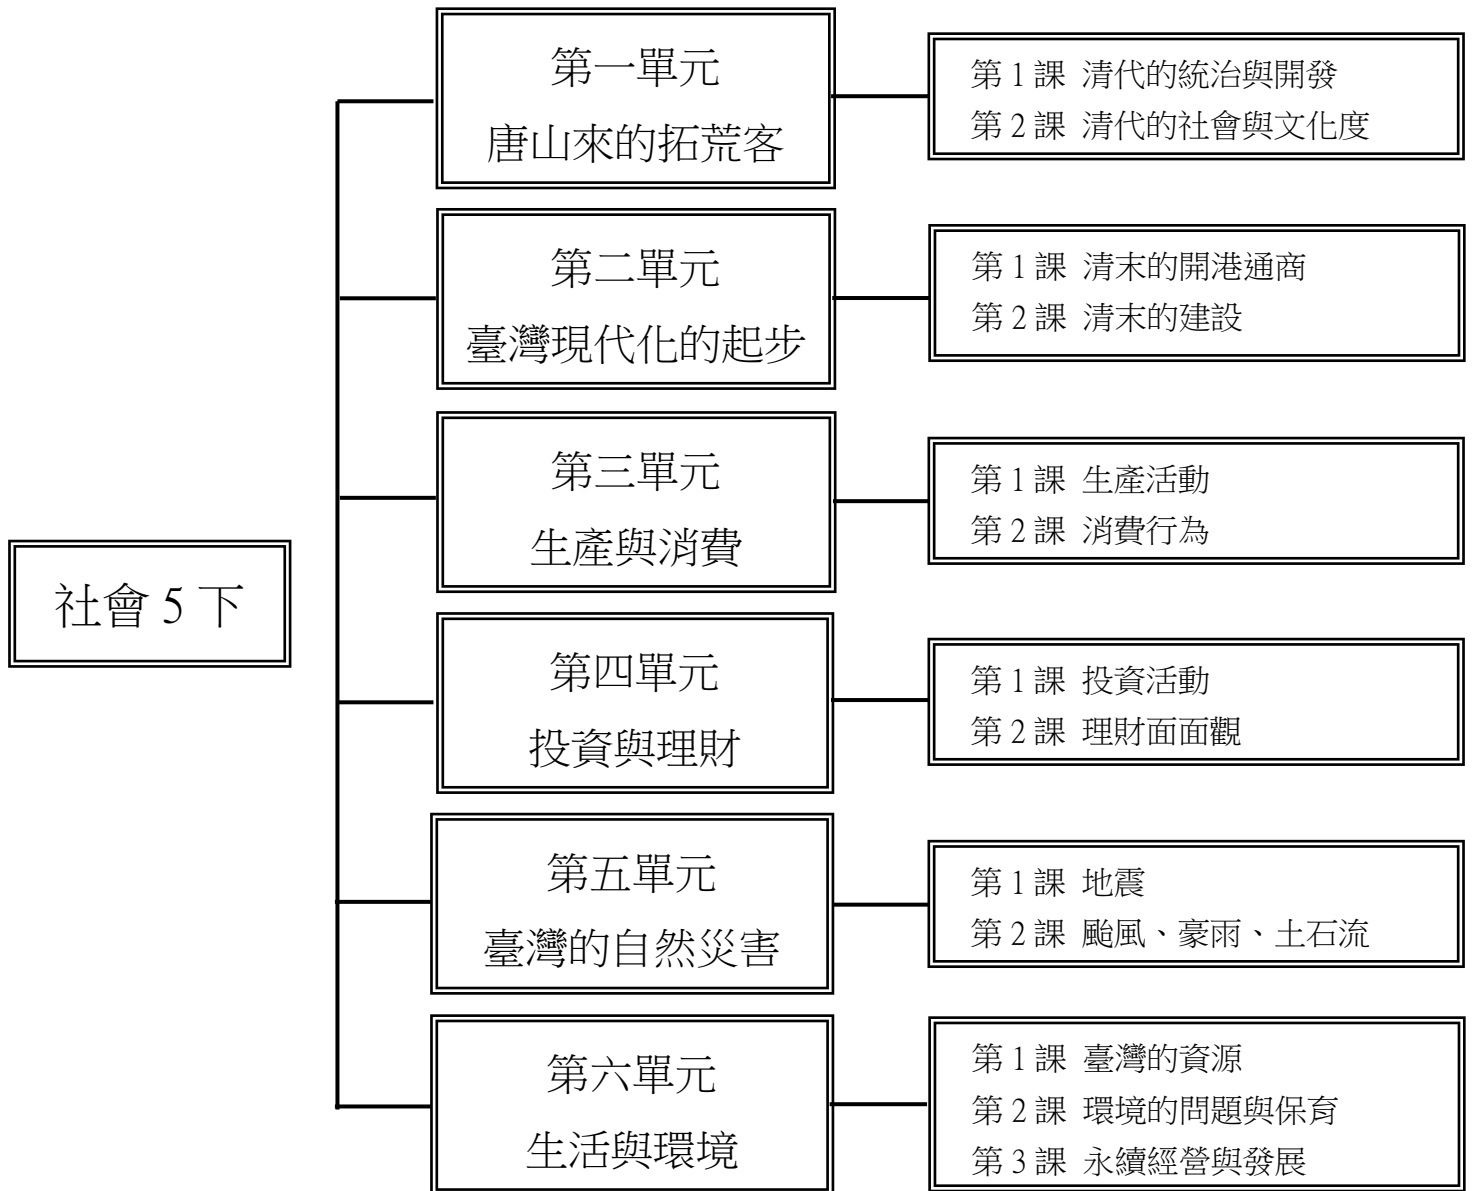 社會 5 下
第一單元
唐山來的拓荒客
第 1 課 清代的統治與開發
第 2 課 清代的社會與文化度
第二單元
臺灣現代化的起步
第 1 課 清末的開港通商
第 2 課 清末的建設
第三單元
生產與消費
第 1 課 生產活動
第 2 課 消費行為
第四單元
投資與理財
第 1 課 投資活動
第 2 課 理財面面觀
第五單元
臺灣的自然災害
第 1 課 地震
第 2 課 颱風、豪雨、土石流
第六單元
生活與環境
第 1 課 臺灣的資源
第 2 課 環境的問題與保育
第 3 課 永續經營與發展